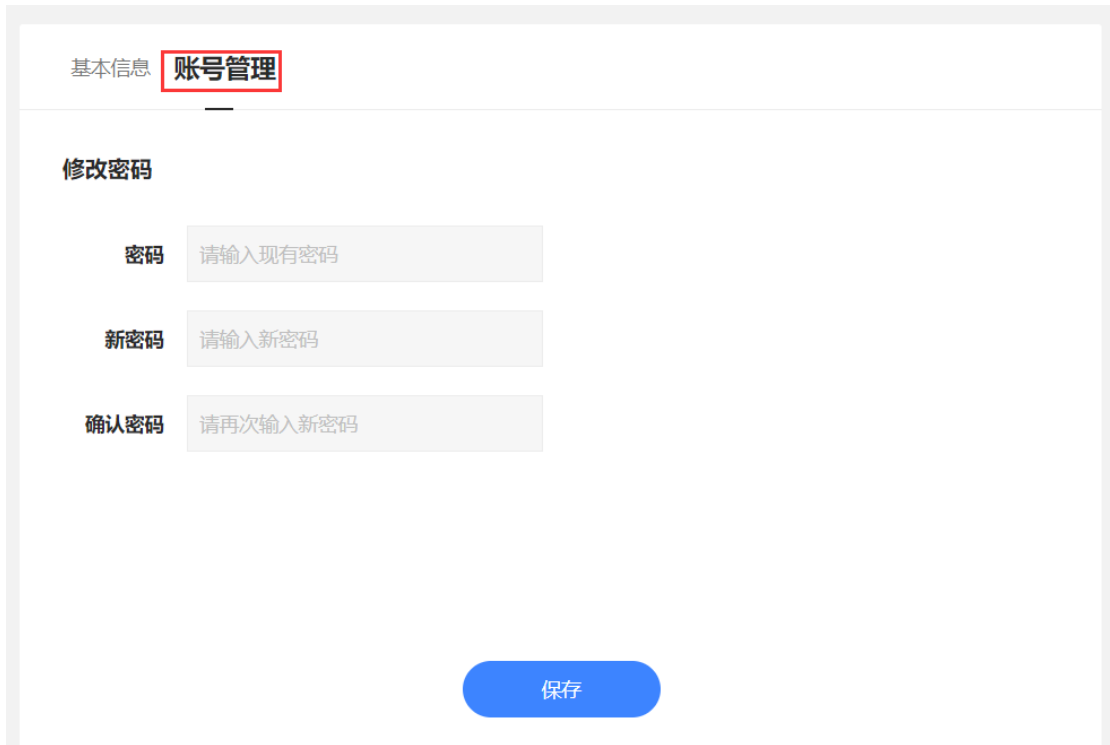 基本信息 账号管理
修改密码
密码 请输入现有密码
新密码 请输入新密码
确认密码 请再次输入新密码
保存